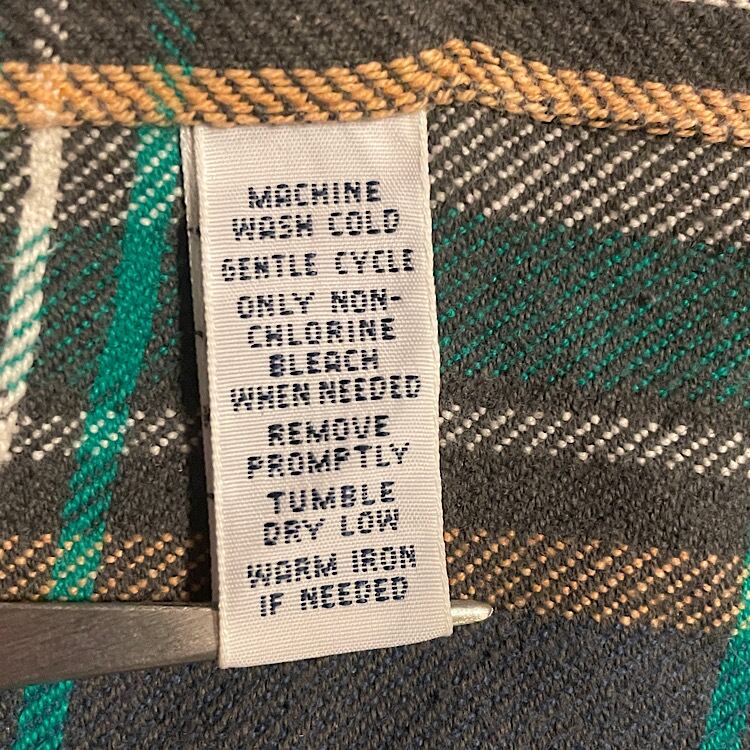 MACHINE
WASH COLD
GENTLE CYCLE
ONLY NON-
CHLORINE
BLEACH
WHEN NEEDED
REMOVE
PROMPTLY
TUMBLE
DRY LOW
WARM IRON
IF NEEDED